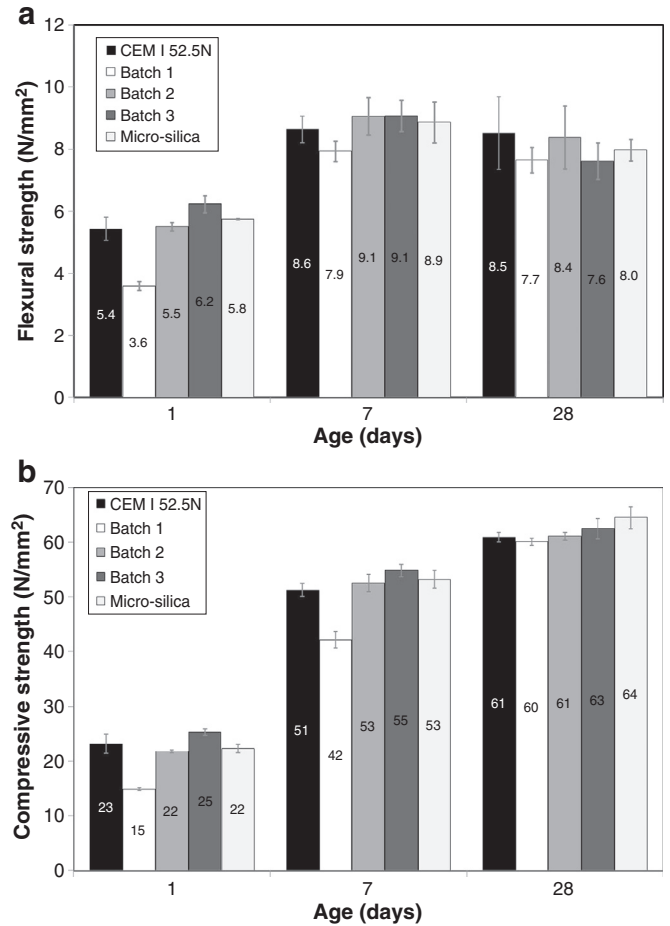 a
12
10
8
6
4
2
0
Flexural strength (N/mm²)
CEM I 52.5N
Batch 1
Batch 2
Batch 3
Micro-silica
5.4
3.6
5.5
6.2
5.8
8.6
7.9
9.1
9.1
8.9
8.5
7.7
8.4
7.6
8.0
1 7 28
Age (days)
b
70
60
50
40
30
20
10
0
Compressive strength (N/mm²)
CEM I 52.5N
Batch 1
Batch 2
Batch 3
Micro-silica
23
15
22
25
22
51
42
53
55
53
61
60
61
63
64
1 7 28
Age (days)